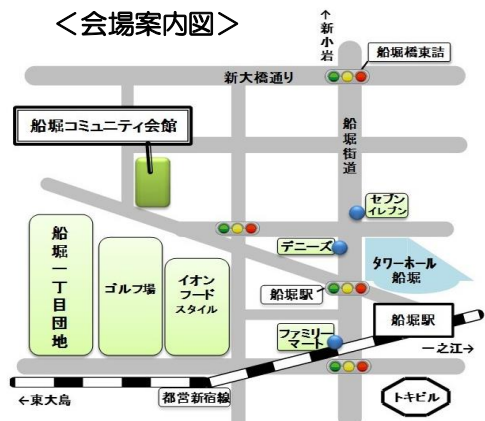 ＜会場案内図＞
↑新小岩
船堀橋東詰
新大橋通り
船堀コミュニティ会館
船堀街道
セブン
イレブン
船堀一丁目団地
ゴルフ場
イオン
フード
スタイル
デニーズ
タワーホール
船堀
船堀駅
船堀駅
ファミリー
マート
一之江→
←東大島
都営新宿線
トキビル